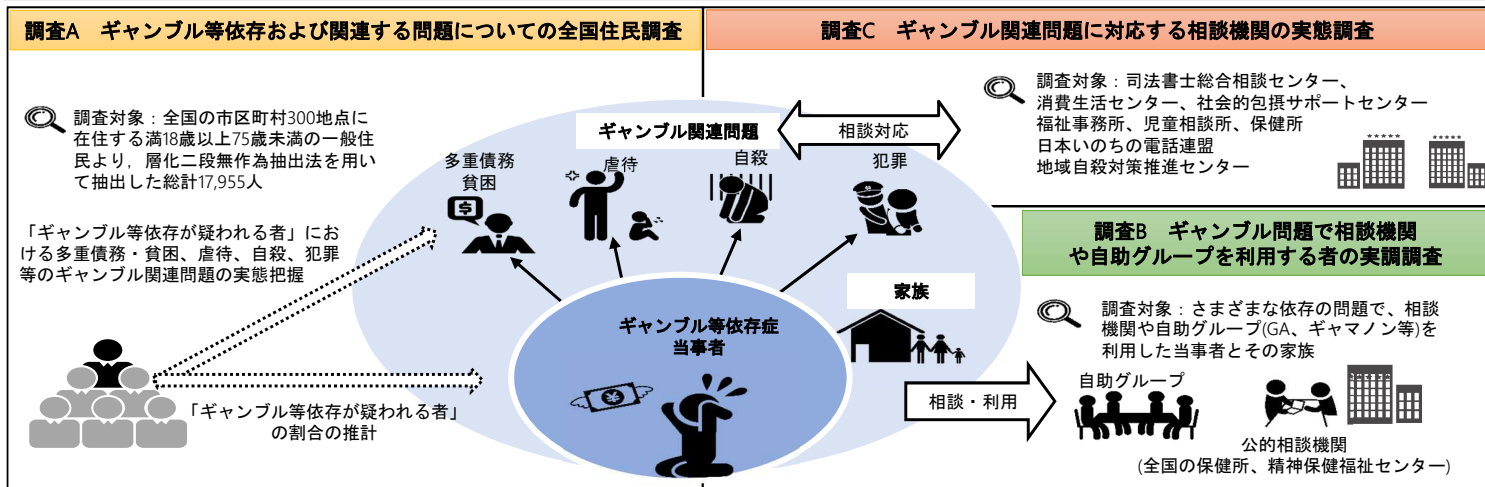 調査A　ギャンブル等依存および関連する問題についての全国住民調査
調査対象：全国の市区町村300地点に
在住する満18歳以上75歳未満の一般住
民より，層化二段無作為抽出法を用い
て抽出した総計17,955人
「ギャンブル等依存が疑われる者」にお
ける多重債務・貧困、虐待、自殺、犯罪
等のギャンブル関連問題の実態把握
「ギャンブル等依存が疑われる者」
の割合の推計
ギャンブル関連問題
相談対応
多重債務
貧困
虐待
自殺
犯罪
家族
ギャンブル等依存症
当事者
相談・利用
調査C　ギャンブル関連問題に対応する相談機関の実態調査
調査対象：司法書士総合相談センター、
消費生活センター、社会的包摂サポートセンター
福祉事務所、児童相談所、保健所
日本いのちの電話連盟
地域自殺対策推進センター
調査B　ギャンブル問題で相談機関
や自助グループを利用する者の実調調査
調査対象：さまざまな依存の問題で、相談
機関や自助グループ(GA、ギャマノン等)を
利用した当事者とその家族
自助グループ
公的相談機関
(全国の保健所、精神保健福祉センター)